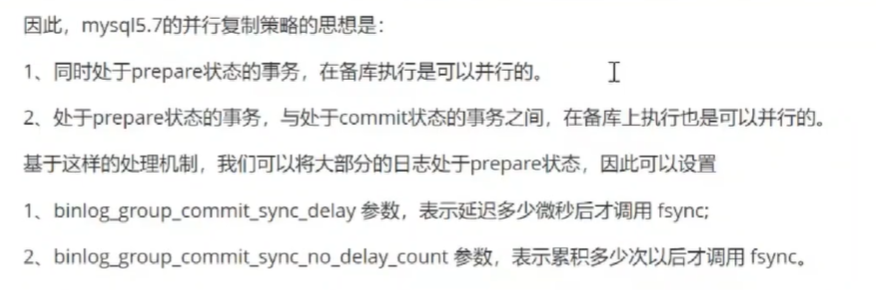 因此，mysql5.7的并行复制策略的思想是：
1、同时处于prepare状态的事务，在备库执行是可以并行的。
2、处于prepare状态的事务，与处于commit状态的事务之间，在备库上执行也是可以并行的。
基于这样的处理机制，我们可以将大部分的日志处于prepare状态，因此可以设置
1、binlog_group_commit_sync_delay 参数，表示延迟多少微秒后才调用 fsync;
2、binlog_group_commit_sync_no_delay_count 参数，表示累积多少次以后才调用 fsync。